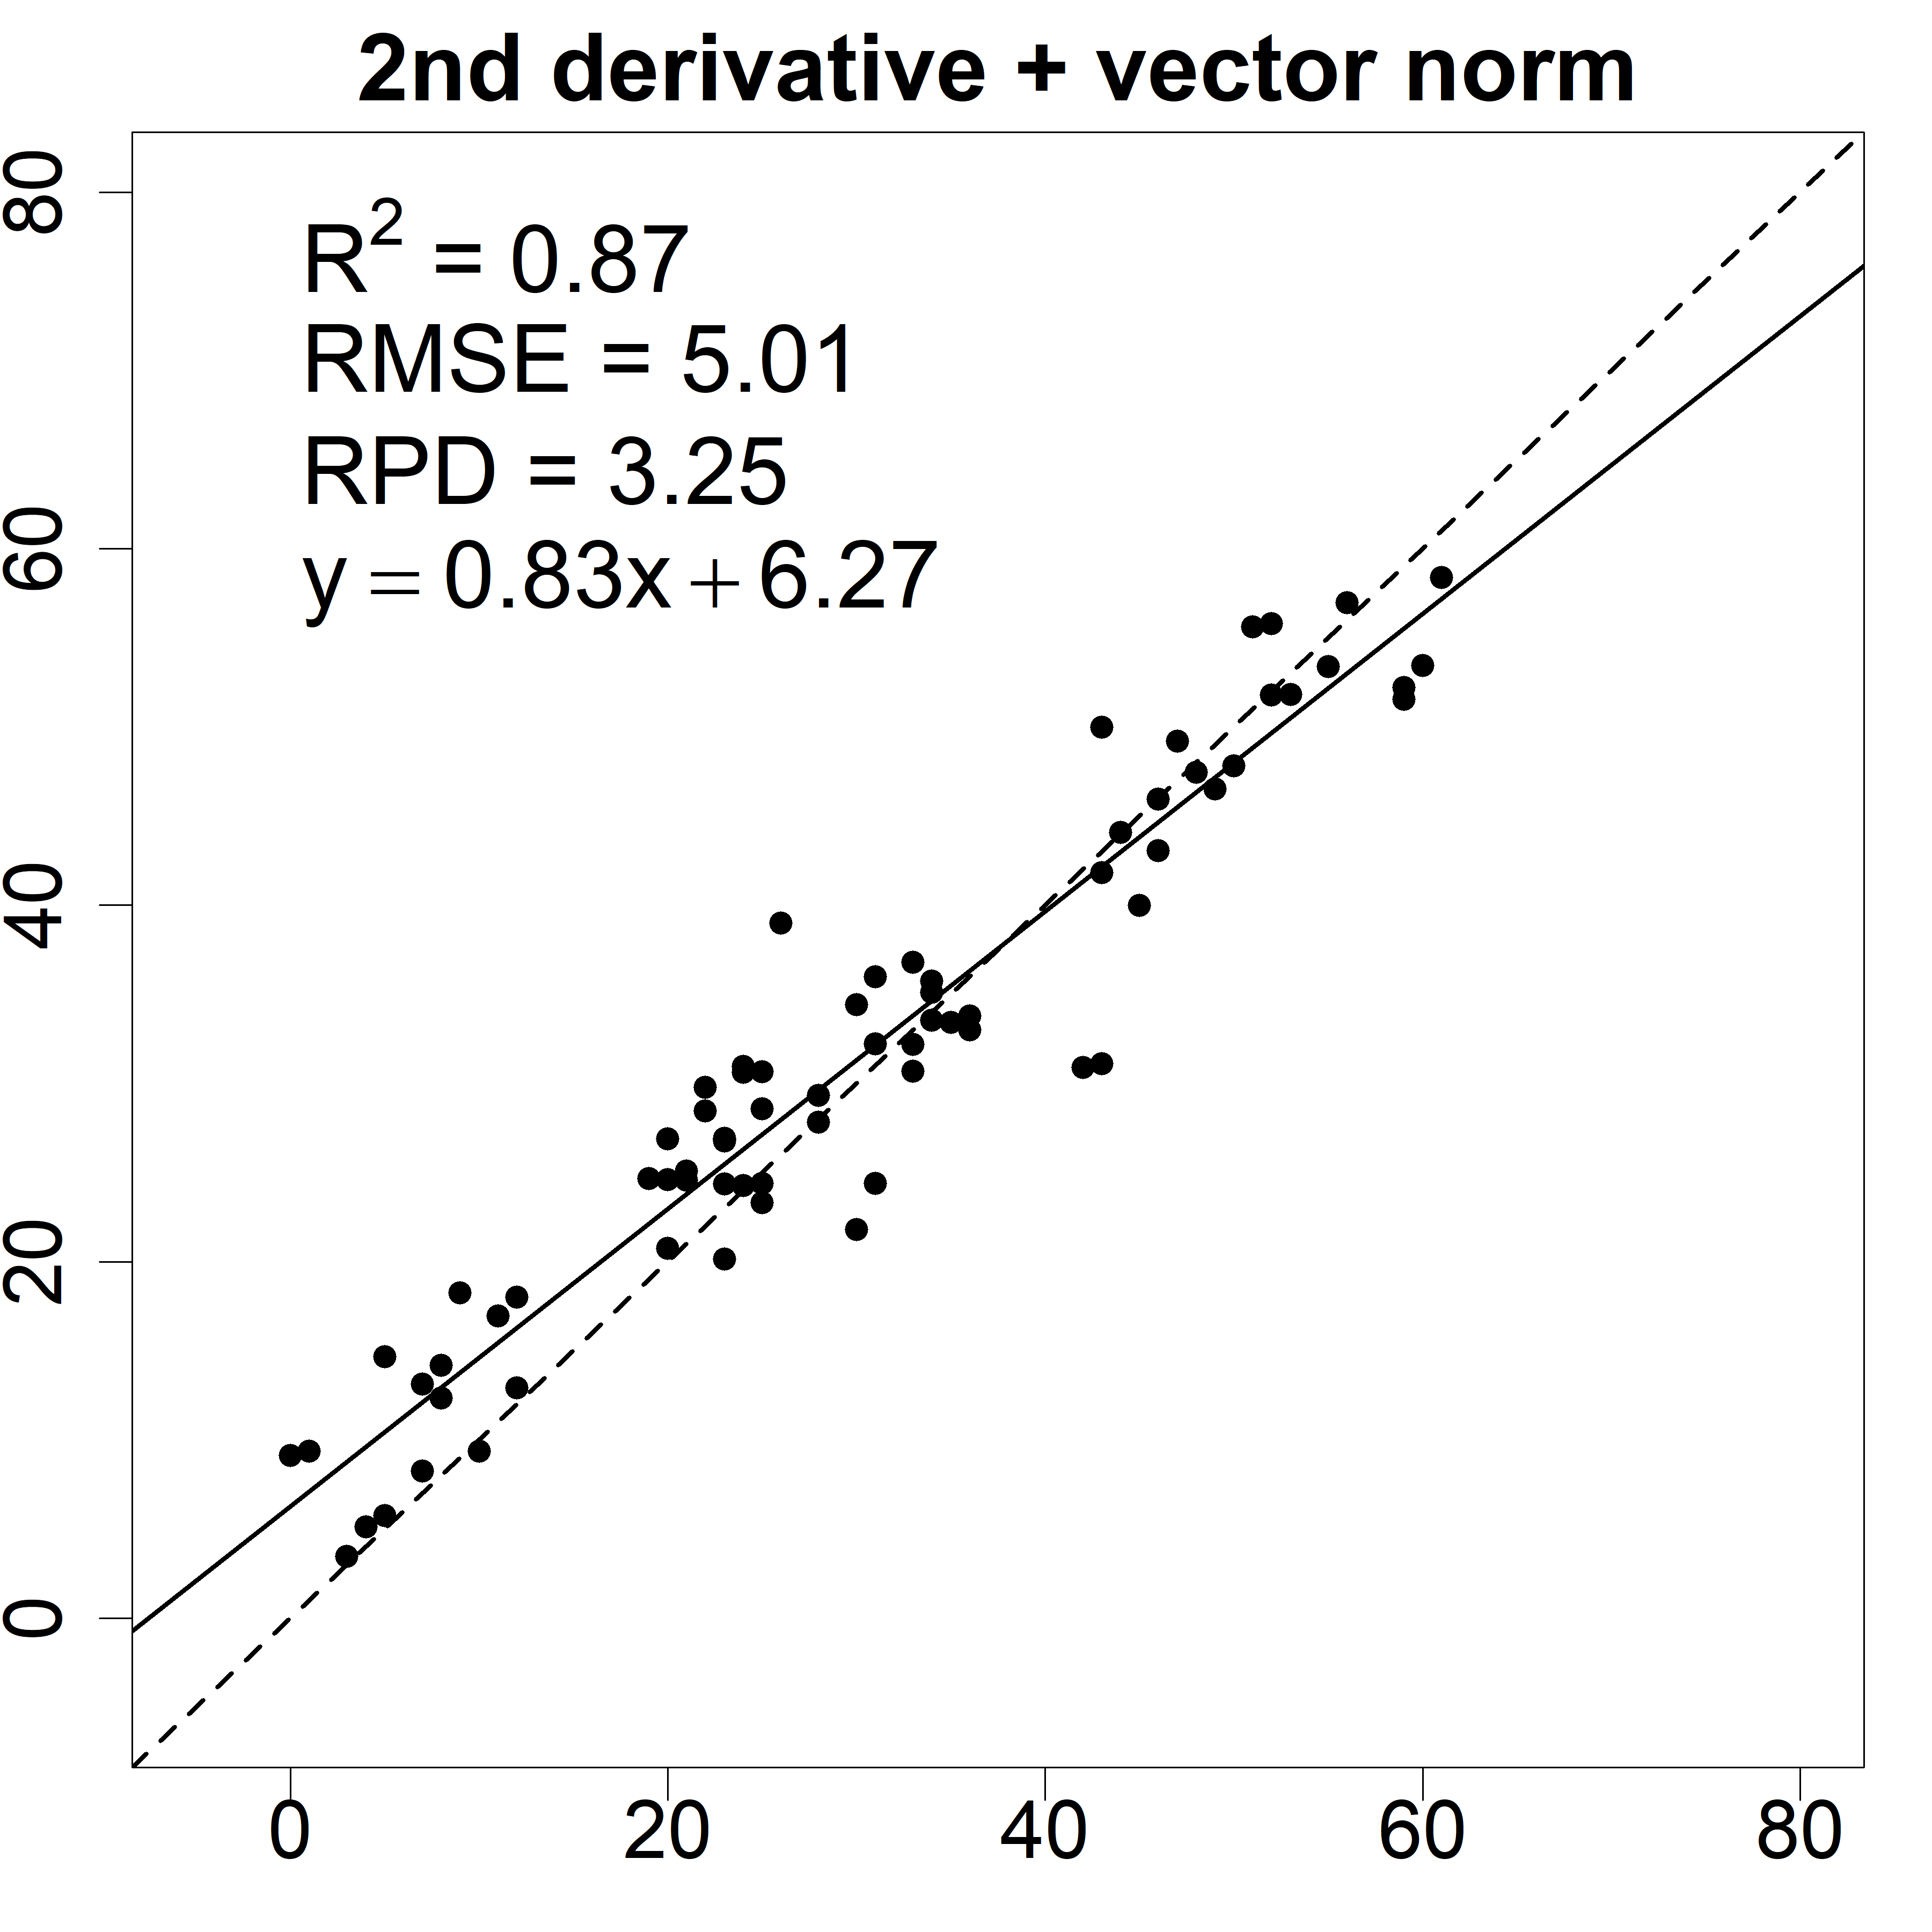 2nd derivative + vector norm
R² = 0.87
RMSE = 5.01
RPD = 3.25
y = 0.83x + 6.27
80
60
40
20
0
0 20 40 60 80